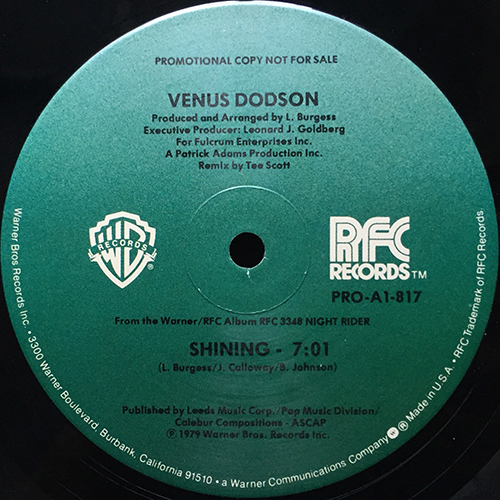 PROMOTIONAL COPY NOT FOR SALE
VENUS DODSON
Produced and Arranged by L. Burgess
Executive Producer: Leonard J. Goldberg
For Fulcrum Enterprises Inc.
A Patrick Adams Production Inc.
Remix by Tee Scott
WB
RECORDS
®
RFC
RECORDS™
PRO-A1-817
From the Warner/RFC Album RFC 3348 NIGHT RIDER
SHINING - 7:01
(L. Burgess/J. Calloway/B. Johnson)
Published by Leeds Music Corp./Pop Music Division/
Calebur Compositions - ASCAP
℗ 1979 Warner Bros. Records Inc.
Warner Bros Records Inc. • 3300 Warner Boulevard, Burbank, California 91510 • a Warner Communications Company ® Made in U.S.A. • RFC Trademark of RFC Records